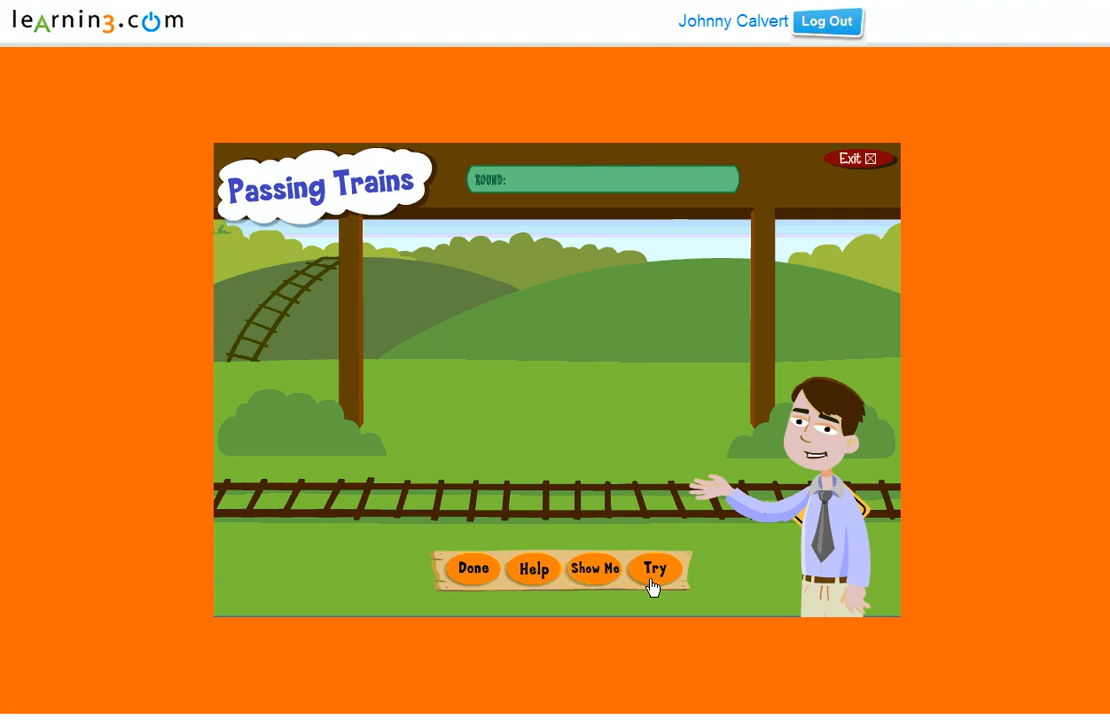 learning.com
Johnny Calvert
Log Out
Passing Trains
ROUND:
Exit
Done
Help
Show Me
Try